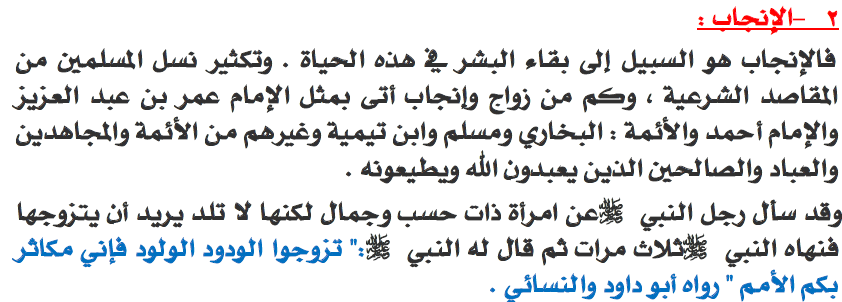 ٢ -الإنجاب :
فالإنجاب هو السبيل إلى بقاء البشر في هذه الحياة . وتكثير نسل المسلمين من
المقاصد الشرعية ، وكم من زواج وإنجاب أتى بمثل الإمام عمر بن عبد العزيز
والإمام أحمد والأئمة : البخاري ومسلم وابن تيمية وغيرهم من الأئمة والمجاهدين
والعباد والصالحين الذين يعبدون الله ويطيعونه .
وقد سأل رجل النبي ﷺعن امرأة ذات حسب وجمال لكنها لا تلد يريد أن يتزوجها
فنهاه النبي ﷺثلاث مرات ثم قال له النبي ﷺ:" تزوجوا الودود الولود فإني مكاثر
بكم الأمم " رواه أبو داود والنسائي .